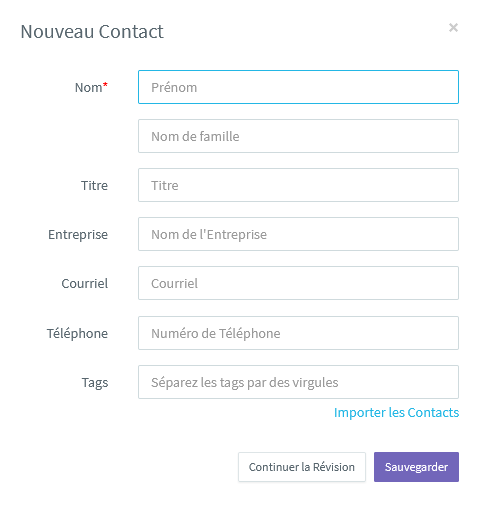 Nouveau Contact
×
Nom*
Prénom
Nom de famille
Titre
Titre
Entreprise
Nom de l'Entreprise
Courriel
Courriel
Téléphone
Numéro de Téléphone
Tags
Séparez les tags par des virgules
Importer les Contacts
Continuer la Révision
Sauvegarder